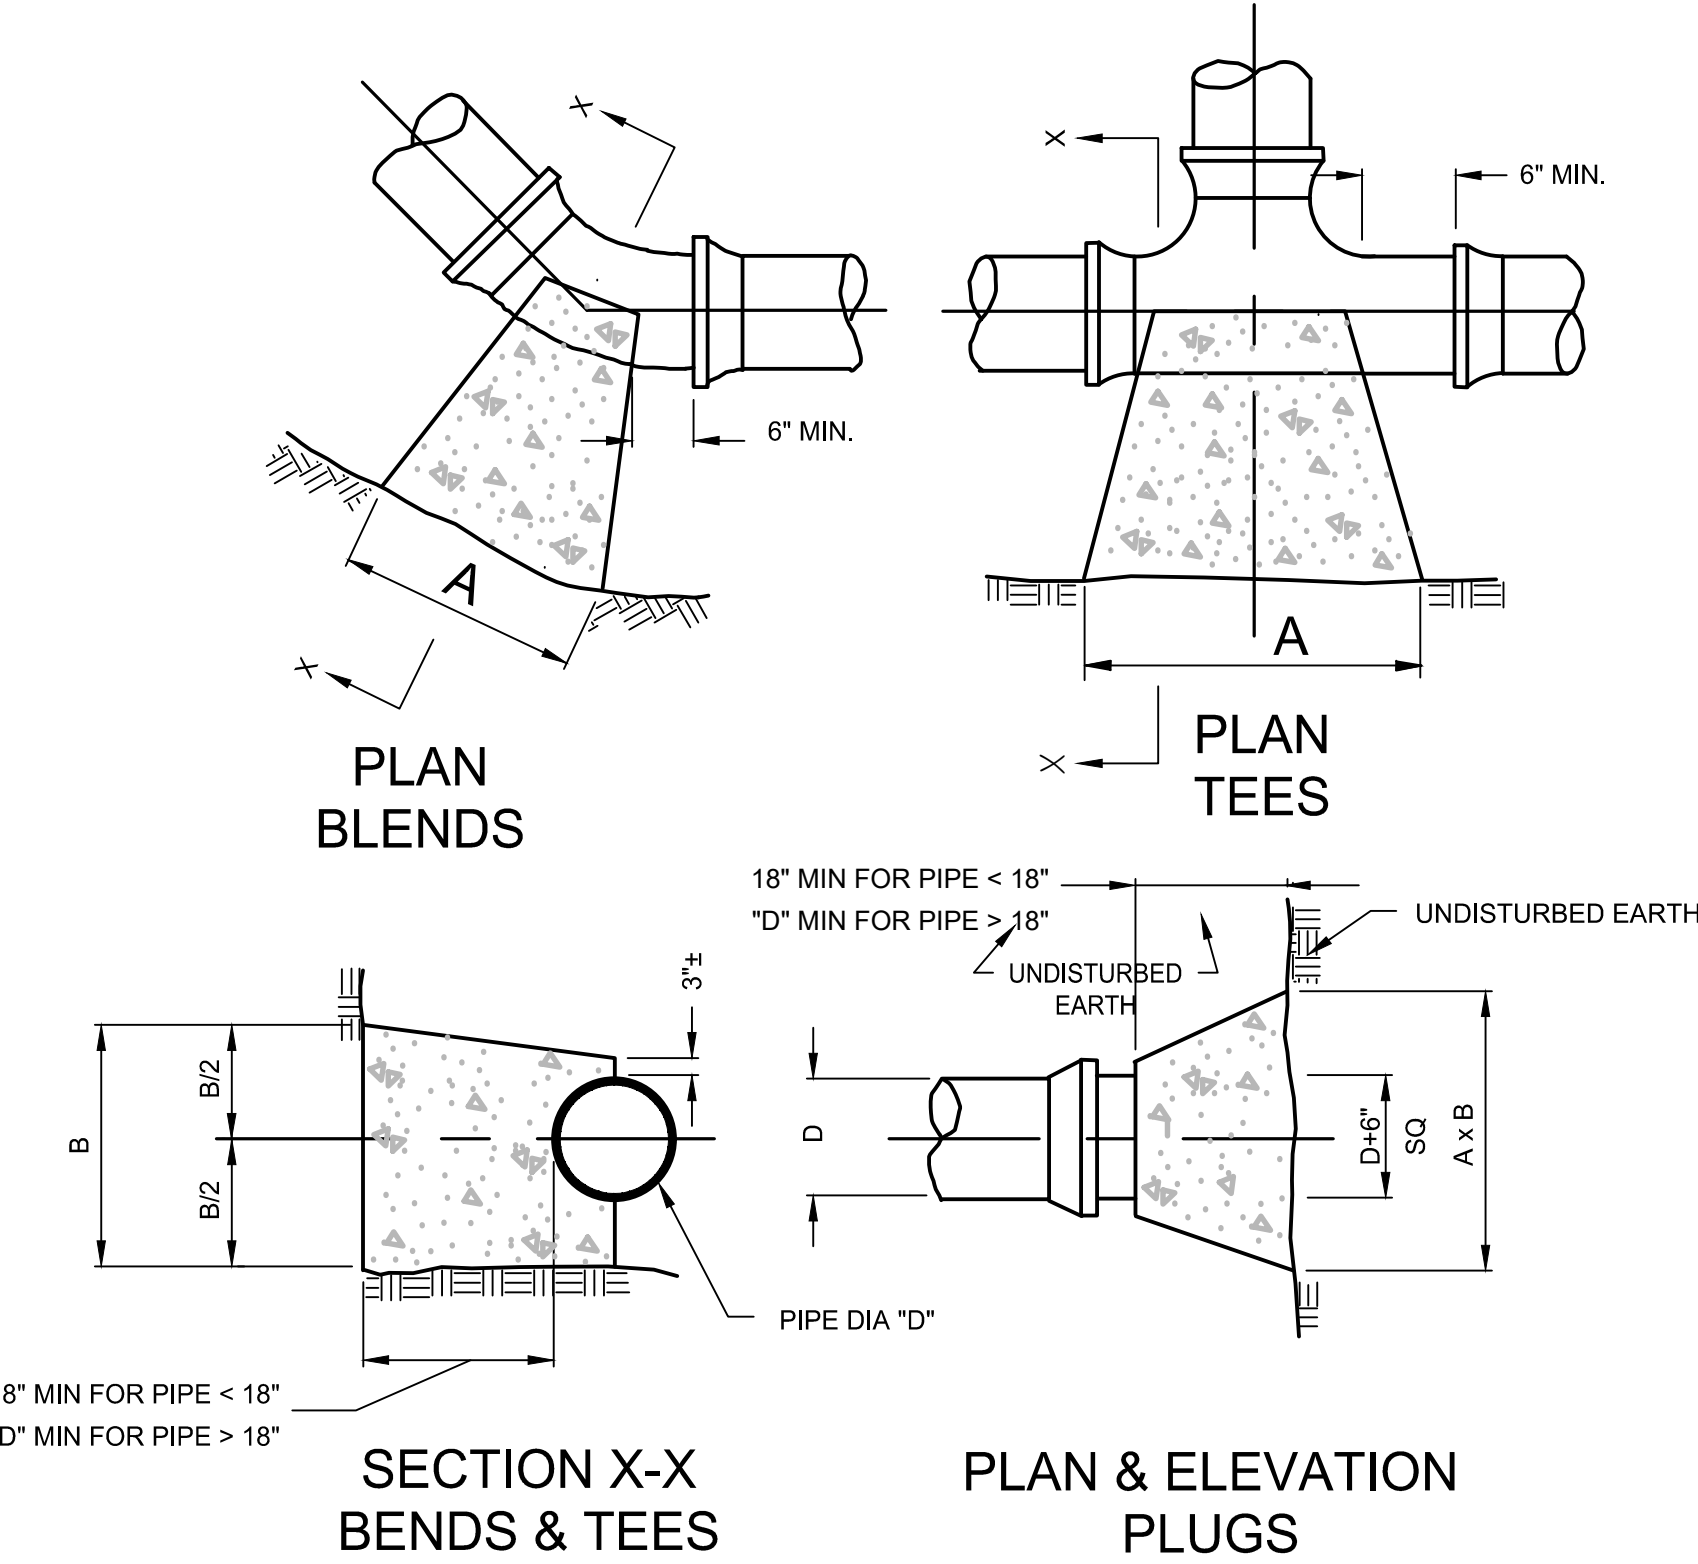 X
X
6" MIN.
6" MIN.
A
A
X
X
PLAN
BLENDS
PLAN
TEES
18" MIN FOR PIPE < 18"
"D" MIN FOR PIPE > 18"
UNDISTURBED EARTH
UNDISTURBED
EARTH
3"±
B
B/2
B/2
D
D+6"
SQ
A x B
PIPE DIA "D"
8" MIN FOR PIPE < 18"
D" MIN FOR PIPE > 18"
SECTION X-X
BENDS & TEES
PLAN & ELEVATION
PLUGS